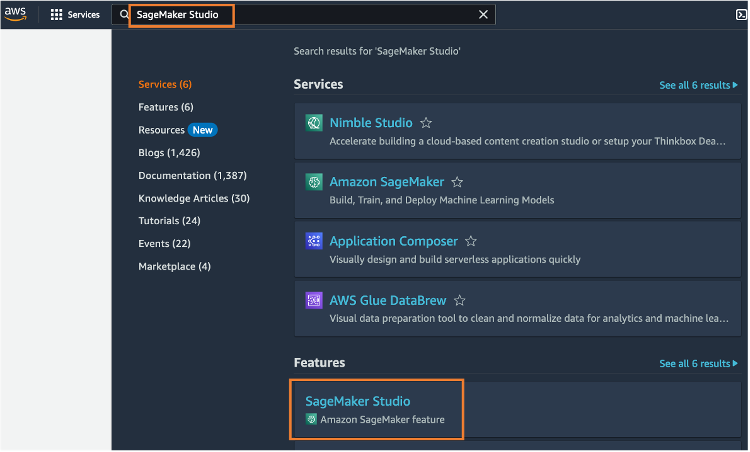 aws
Services
SageMaker Studio
Search results for 'SageMaker Studio'
Services (6)
Features (6)
Resources New
Blogs (1,426)
Documentation (1,387)
Knowledge Articles (30)
Tutorials (24)
Events (22)
Marketplace (4)
Services
See all 6 results
Nimble Studio
Accelerate building a cloud-based content creation studio or setup your Thinkbox Dea...
Amazon SageMaker
Build, Train, and Deploy Machine Learning Models
Application Composer
Visually design and build serverless applications quickly
AWS Glue DataBrew
Visual data preparation tool to clean and normalize data for analytics and machine lea...
Features
See all 6 results
SageMaker Studio
Amazon SageMaker feature